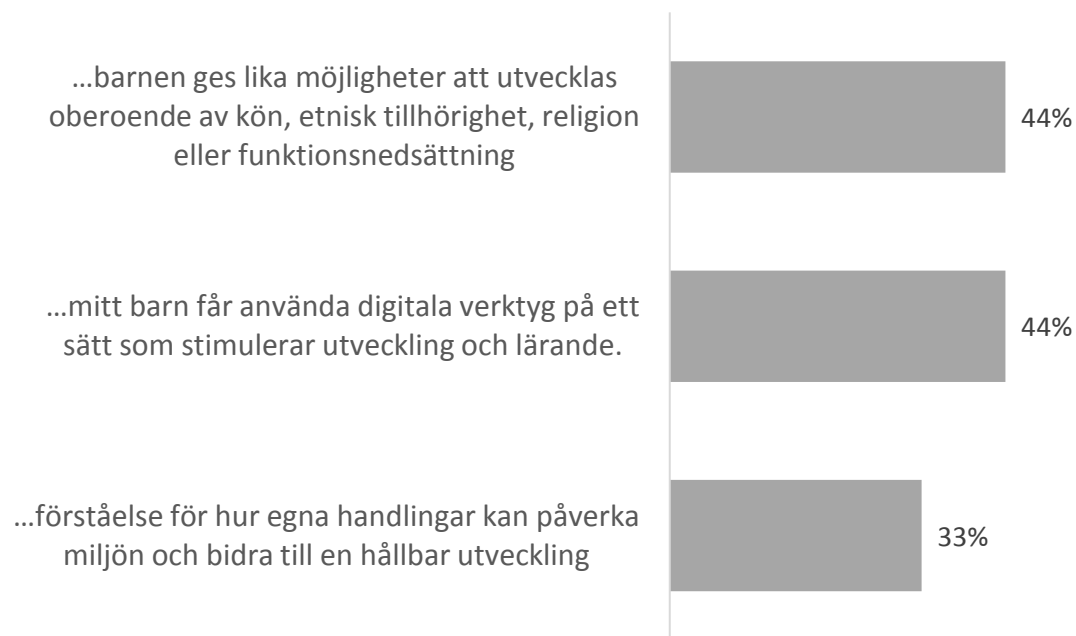 …barnen ges lika möjligheter att utvecklas
oberoende av kön, etnisk tillhörighet, religion
eller funktionsnedsättning
44%
…mitt barn får använda digitala verktyg på ett
sätt som stimulerar utveckling och lärande.
44%
…förståelse för hur egna handlingar kan påverka
miljön och bidra till en hållbar utveckling
33%